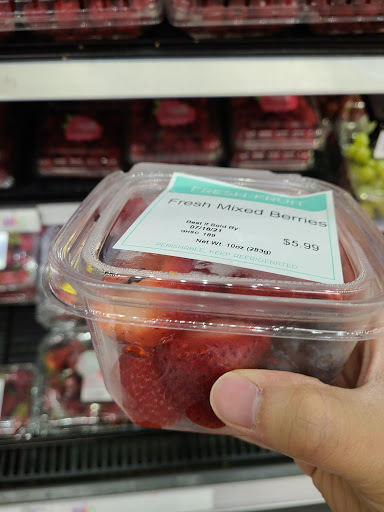 FRESH FRUIT
Fresh Mixed Berries
Best if Sold By
07/18/21
189
Net Wt. 10oz (283g)
$5.99
PERISHABLE, KEEP REFRIGERATED